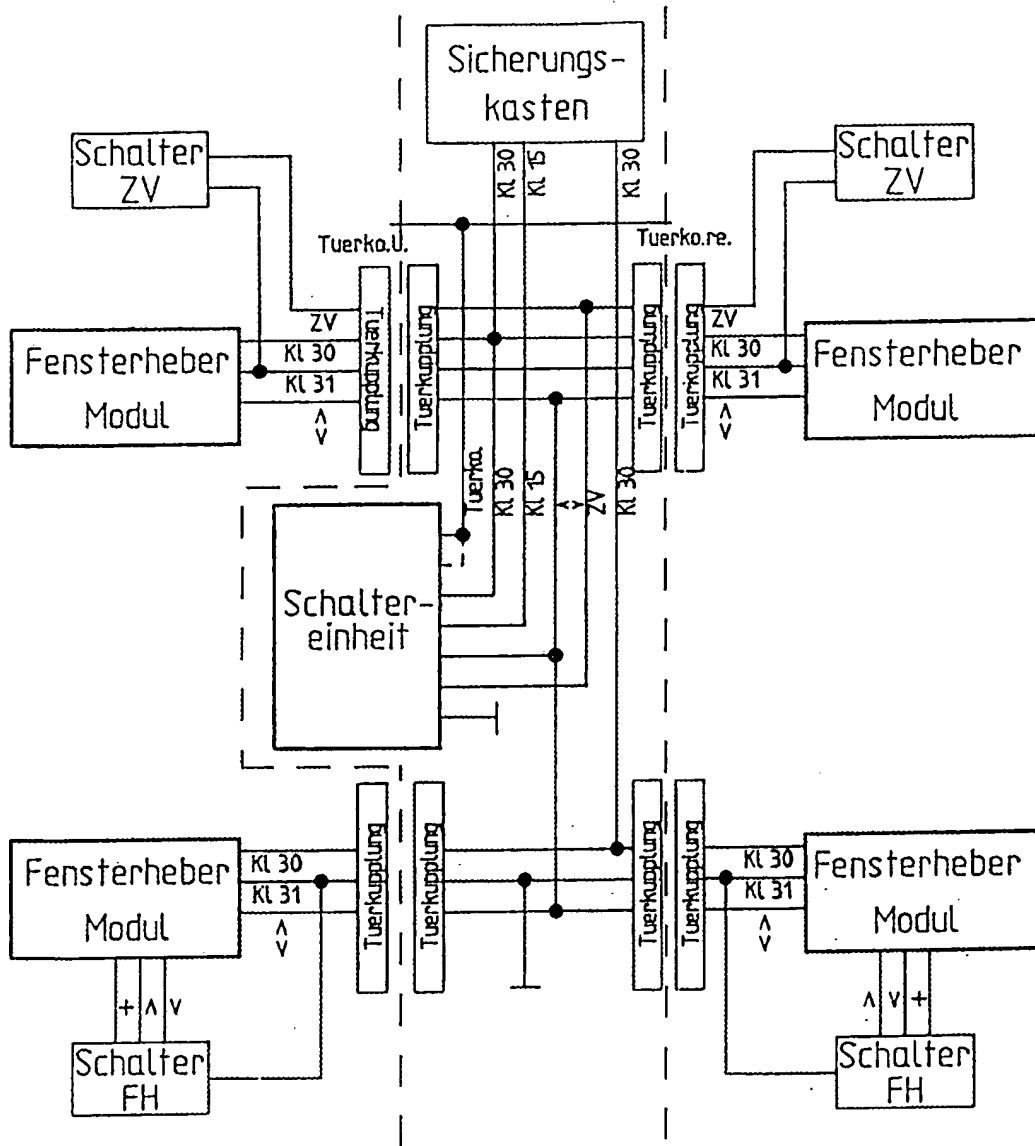 Sicherungs-
kasten
Schalter
ZV
Schalter
ZV
Kl 30
Kl 15
Kl 30
Tuerko.li.
Tuerko.re.
Fensterheber
Modul
ZV
Kl 30
Kl 31
<>
Tuerkupplung
Tuerkupplung
Tuerkupplung
Tuerkupplung
ZV
Kl 30
Kl 31
<>
Fensterheber
Modul
Tuerko.
Kl 30
Kl 15
<>
ZV
Kl 30
Schalter-
einheit
Fensterheber
Modul
Kl 30
Kl 31
<>
Tuerkupplung
Tuerkupplung
Tuerkupplung
Tuerkupplung
Kl 30
Kl 31
<>
Fensterheber
Modul
+ ^ v
^ v +
Schalter
FH
Schalter
FH